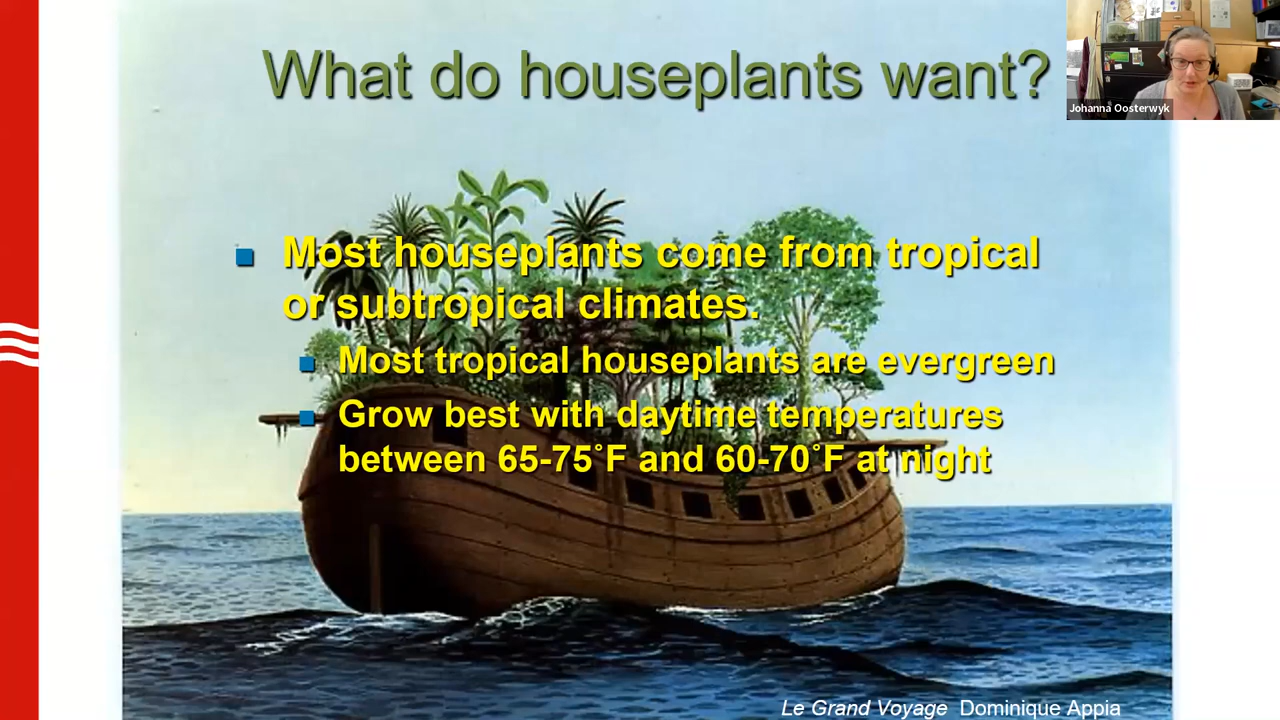 What do houseplants want?
Johanna Oosterwyk
Most houseplants come from tropical
or subtropical climates.
Most tropical houseplants are evergreen
Grow best with daytime temperatures
between 65-75˚F and 60-70˚F at night
Le Grand Voyage Dominique Appia